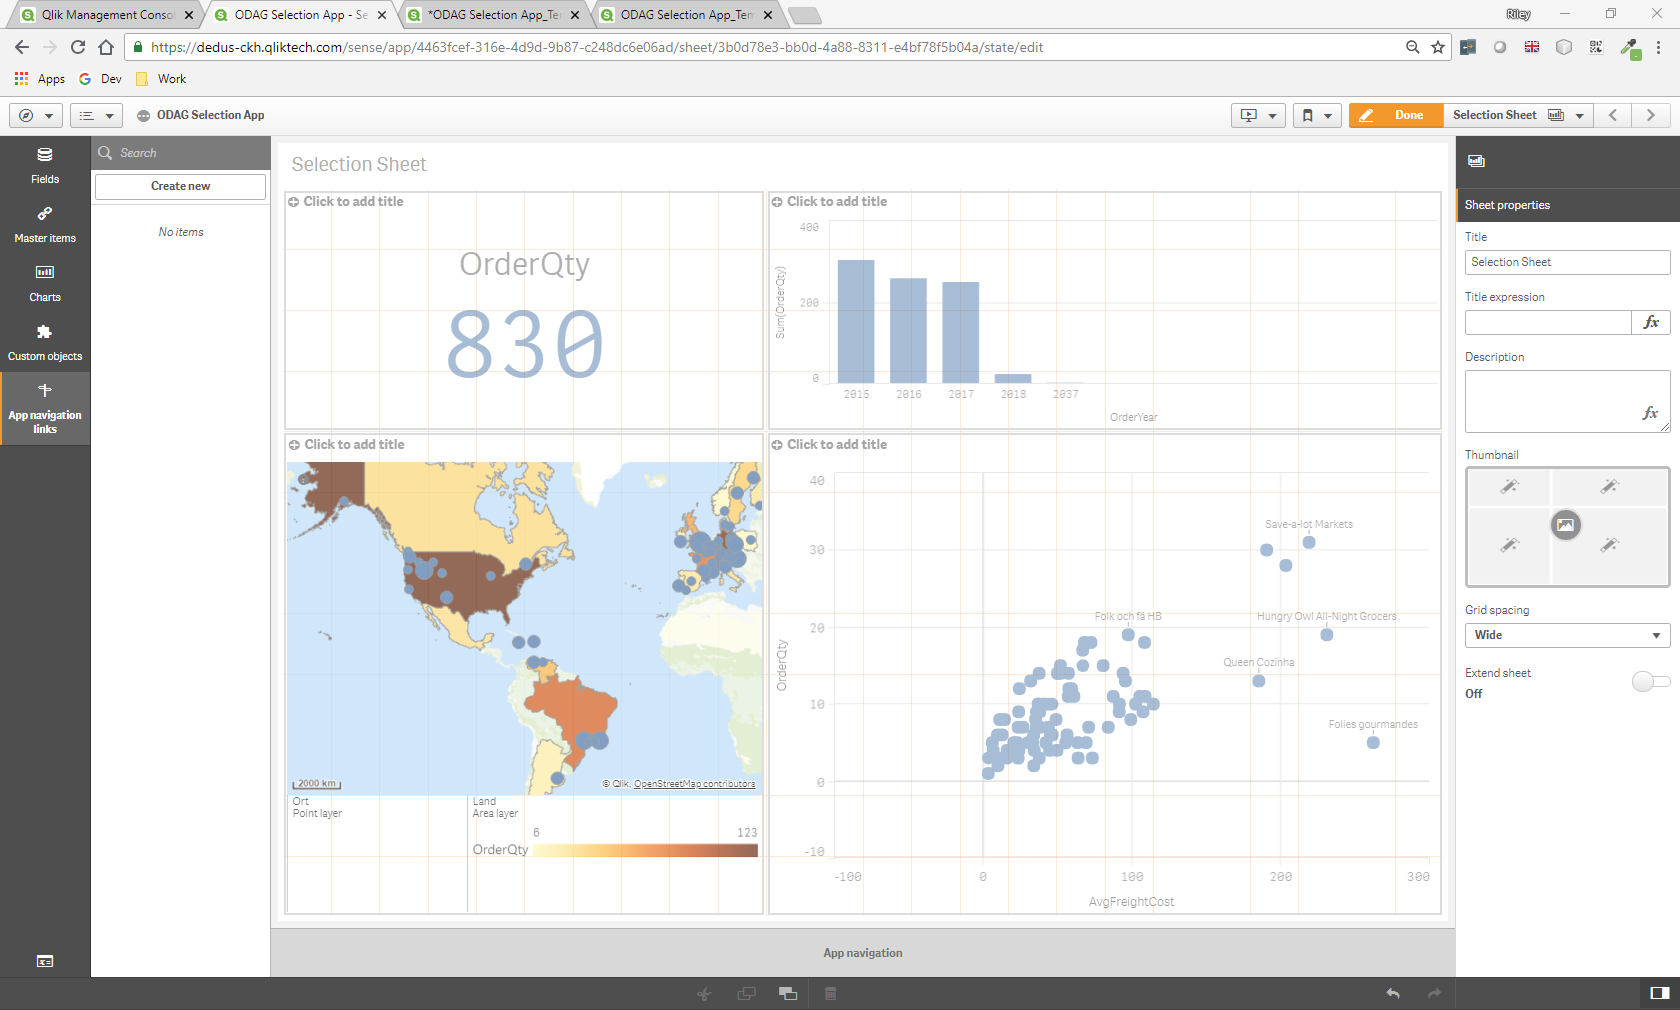 Qlik Management Conso
ODAG Selection App - Se
*ODAG Selection App_Te
ODAG Selection App_Tem
Riley
https://dedus-ckh.qliktech.com/sense/app/4463fcef-316e-4d9d-9b87-c248dc6e06ad/sheet/3b0d78e3-bb0d-4a88-8311-e4bf78f5b04a/state/edit
Apps
Dev
Work
ODAG Selection App
Done
Selection Sheet
Fields
Master items
Charts
Custom objects
App navigation
links
Search
Create new
No items
Selection Sheet
Click to add title
OrderQty
830
Click to add title
Sum(OrderQty)
400
200
0
2015
2016
2017
2018
2037
OrderYear
Click to add title
2000 km
© Qlik, OpenStreetMap contributors
Ort
Point layer
Land
Area layer
6
123
OrderQty
Click to add title
OrderQty
40
30
20
10
0
-10
Save-a-lot Markets
Folk och fä HB
Hungry Owl All-Night Grocers
Queen Cozinha
Folies gourmandes
-100
0
100
200
300
AvgFreightCost
App navigation
Sheet properties
Title
Selection Sheet
Title expression
fx
Description
fx
Thumbnail
Grid spacing
Wide
Extend sheet
Off